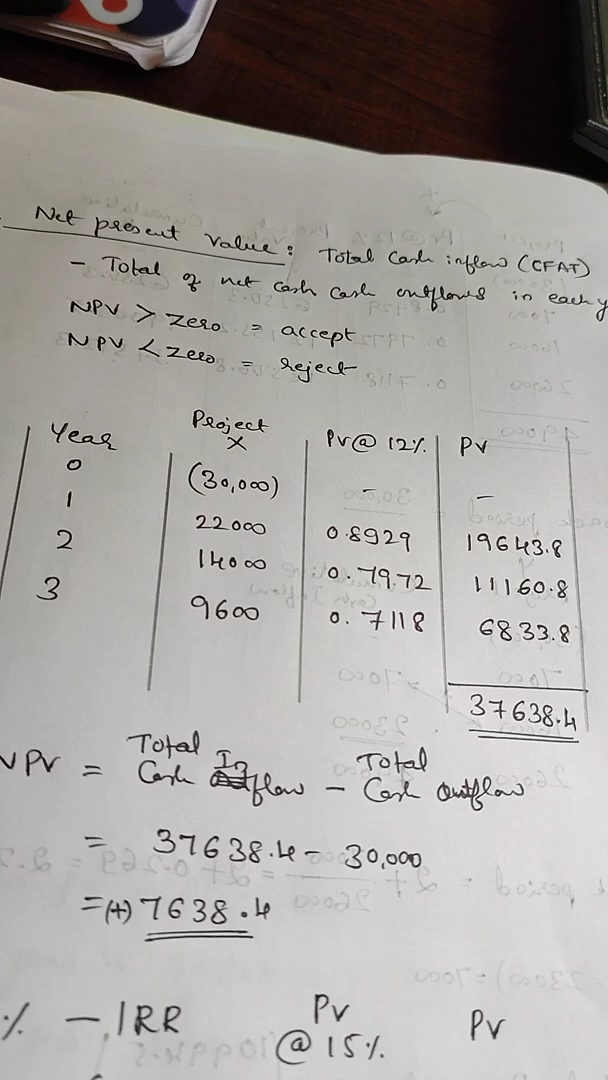 Net present value: Total Cash inflow (CFAT)
- Total of net cash cash outflows in each y
NPV > Zero = accept
NPV < Zero = reject
Year Project X PV@ 12% PV
0 (30,000) - -
1 22000 0.8929 19643.8
2 14000 0.7972 11160.8
3 9600 0.7118 6833.8
37638.4
NPV = Total Cash Inflow - Total Cash Outflow
= 37638.4 - 30,000
= (+) 7638.4
% - IRR PV @ 15% PV